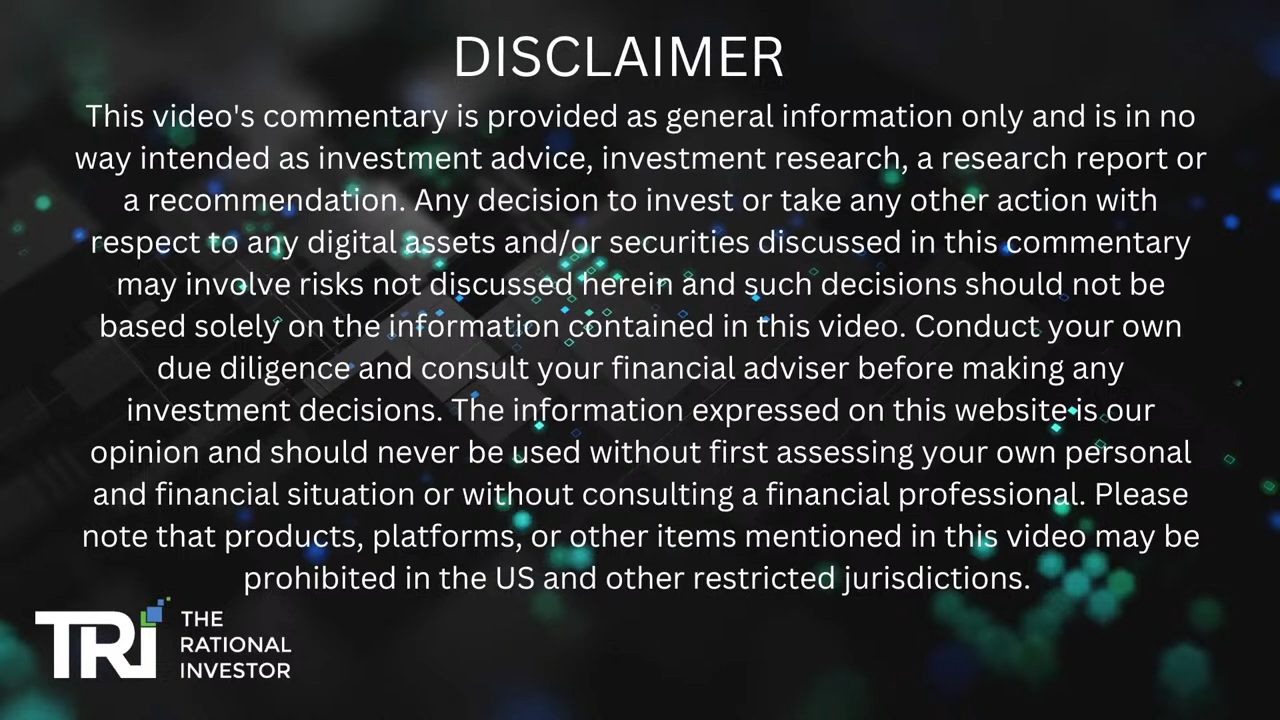 DISCLAIMER
This video's commentary is provided as general information only and is in no
way intended as investment advice, investment research, a research report or
a recommendation. Any decision to invest or take any other action with
respect to any digital assets and/or securities discussed in this commentary
may involve risks not discussed herein and such decisions should not be
based solely on the information contained in this video. Conduct your own
due diligence and consult your financial adviser before making any
investment decisions. The information expressed on this website is our
opinion and should never be used without first assessing your own personal
and financial situation or without consulting a financial professional. Please
note that products, platforms, or other items mentioned in this video may be
prohibited in the US and other restricted jurisdictions.
TRI
THE
RATIONAL
INVESTOR